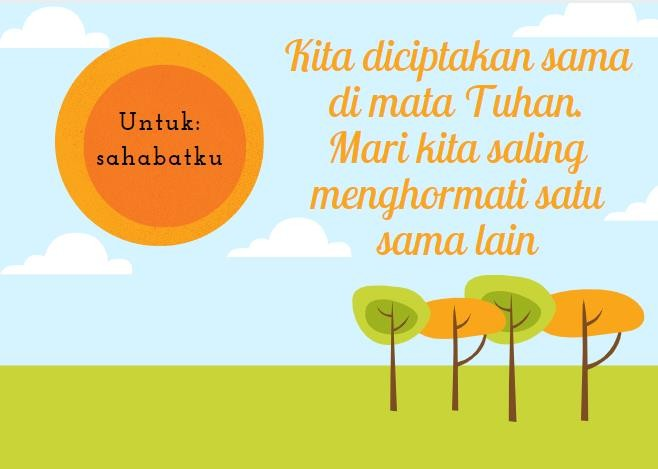 Untuk:
sahabatku
Kita diciptakan sama
di mata Tuhan.
Mari kita saling
menghormati satu
sama lain